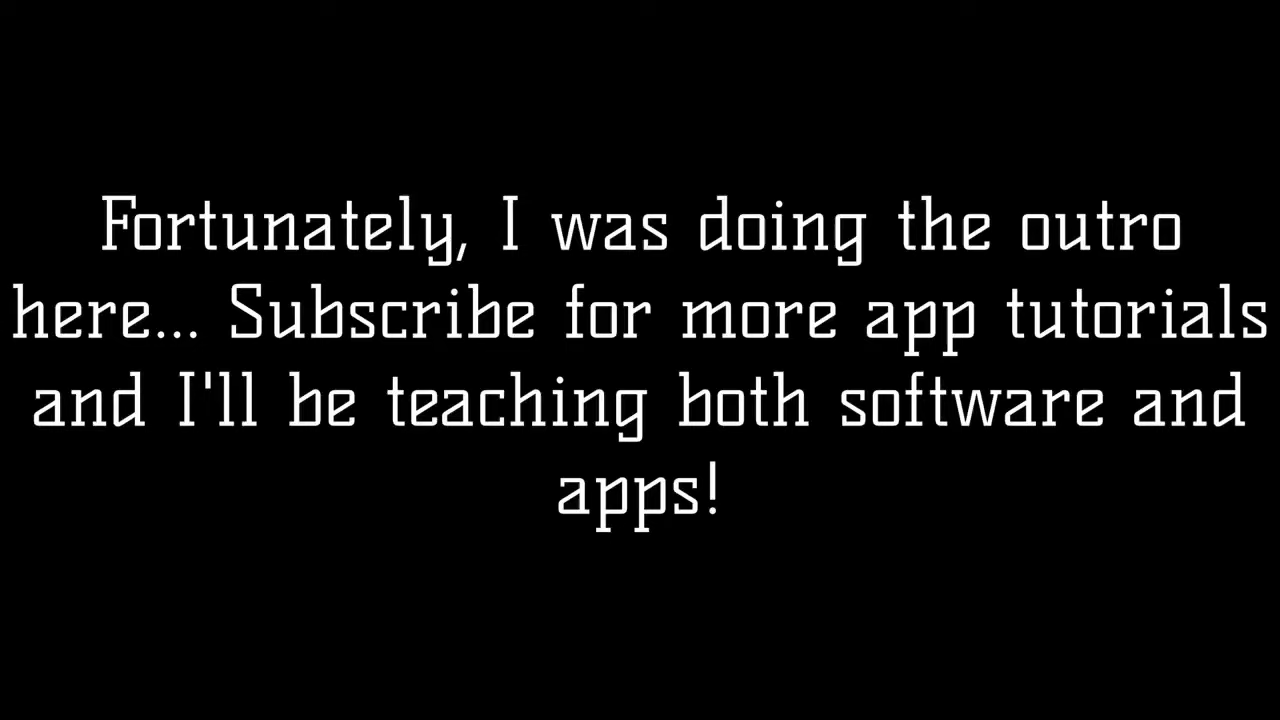 Fortunately, I was doing the outro
here... Subscribe for more app tutorials
and I'll be teaching both software and
apps!